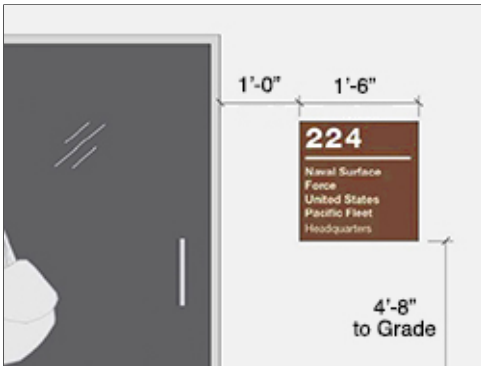 1'-0" 1'-6"
224
Naval Surface
Force
United States
Pacific Fleet
Headquarters
4'-8"
to Grade